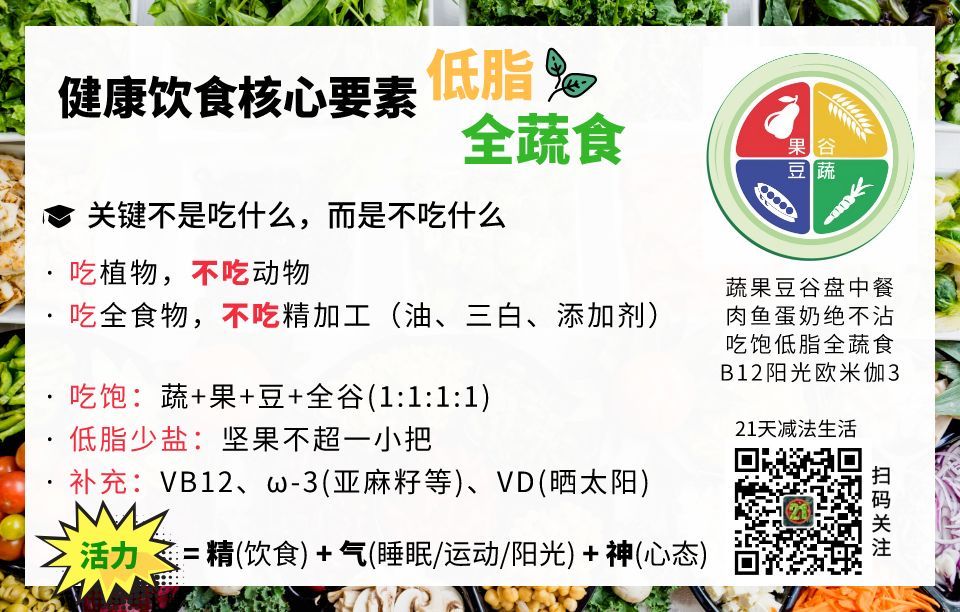 健康饮食核心要素
低脂
全蔬食
关键不是吃什么，而是不吃什么
· 吃植物，不吃动物
· 吃全食物，不吃精加工（油、三白、添加剂）
· 吃饱：蔬+果+豆+全谷(1:1:1:1)
· 低脂少盐：坚果不超一小把
· 补充：VB12、ω-3(亚麻籽等)、VD(晒太阳)
活力 = 精(饮食) + 气(睡眠/运动/阳光) + 神(心态)
果 谷
豆 蔬
蔬果豆谷盘中餐
肉鱼蛋奶绝不沾
吃饱低脂全蔬食
B12阳光欧米伽3
21天减法生活
21
扫码关注